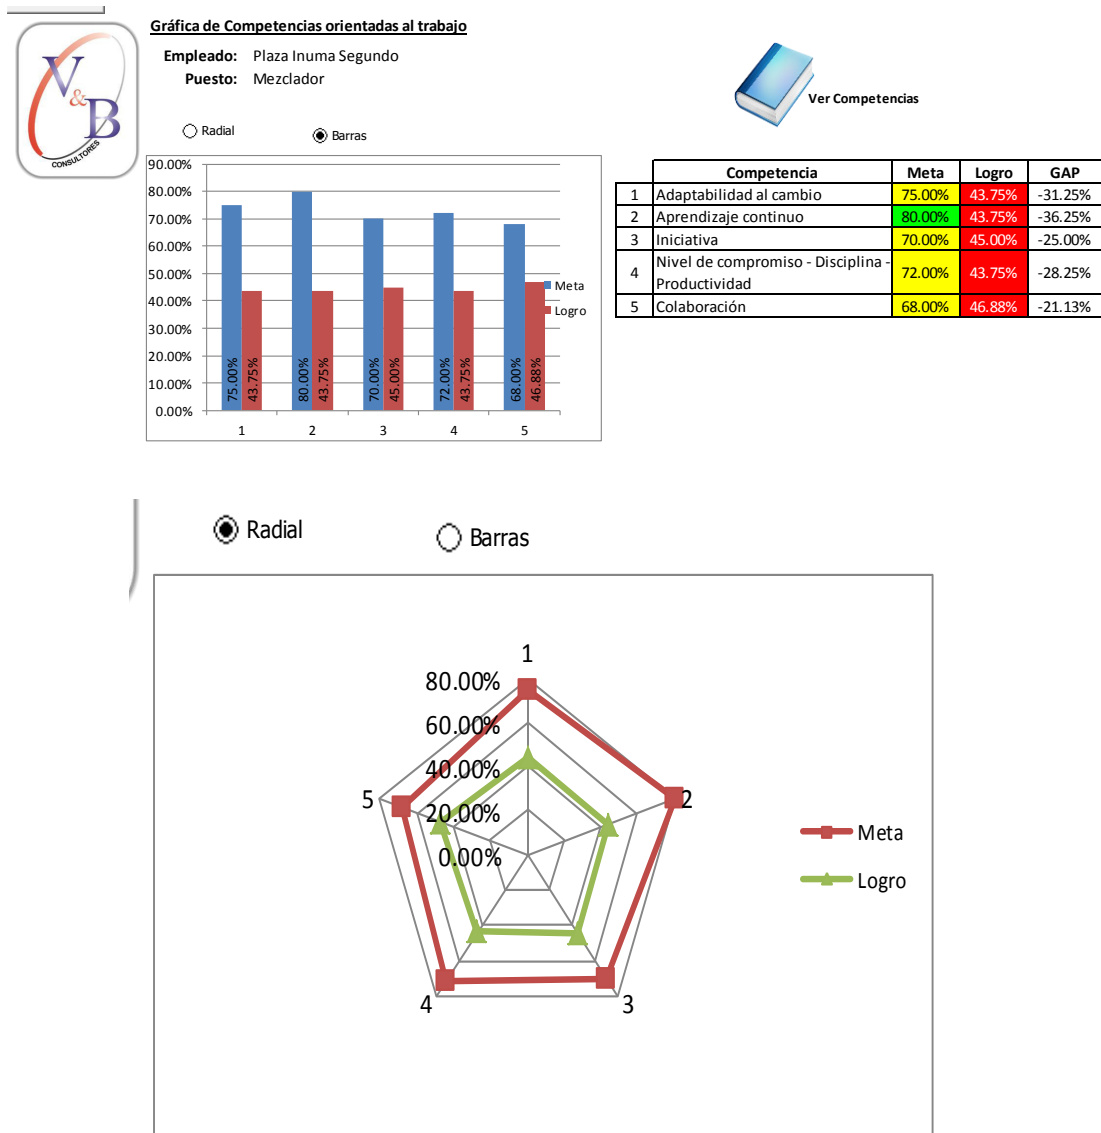 Gráfica de Competencias orientadas al trabajo
Empleado: Plaza Inuma Segundo
Puesto: Mezclador
V&B
CONSULTORES
Ver Competencias
Radial
Barras
90.00%
80.00%
70.00%
60.00%
50.00%
40.00%
30.00%
20.00%
10.00%
0.00%
75.00%
43.75%
80.00%
43.75%
70.00%
45.00%
72.00%
43.75%
68.00%
46.88%
1 2 3 4 5
Meta
Logro
Competencia Meta Logro GAP
1 Adaptabilidad al cambio 75.00% 43.75% -31.25%
2 Aprendizaje continuo 80.00% 43.75% -36.25%
3 Iniciativa 70.00% 45.00% -25.00%
4 Nivel de compromiso - Disciplina -
Productividad 72.00% 43.75% -28.25%
5 Colaboración 68.00% 46.88% -21.13%
Radial
Barras
1
80.00%
60.00%
40.00%
20.00%
0.00%
5
2
4
3
Meta
Logro